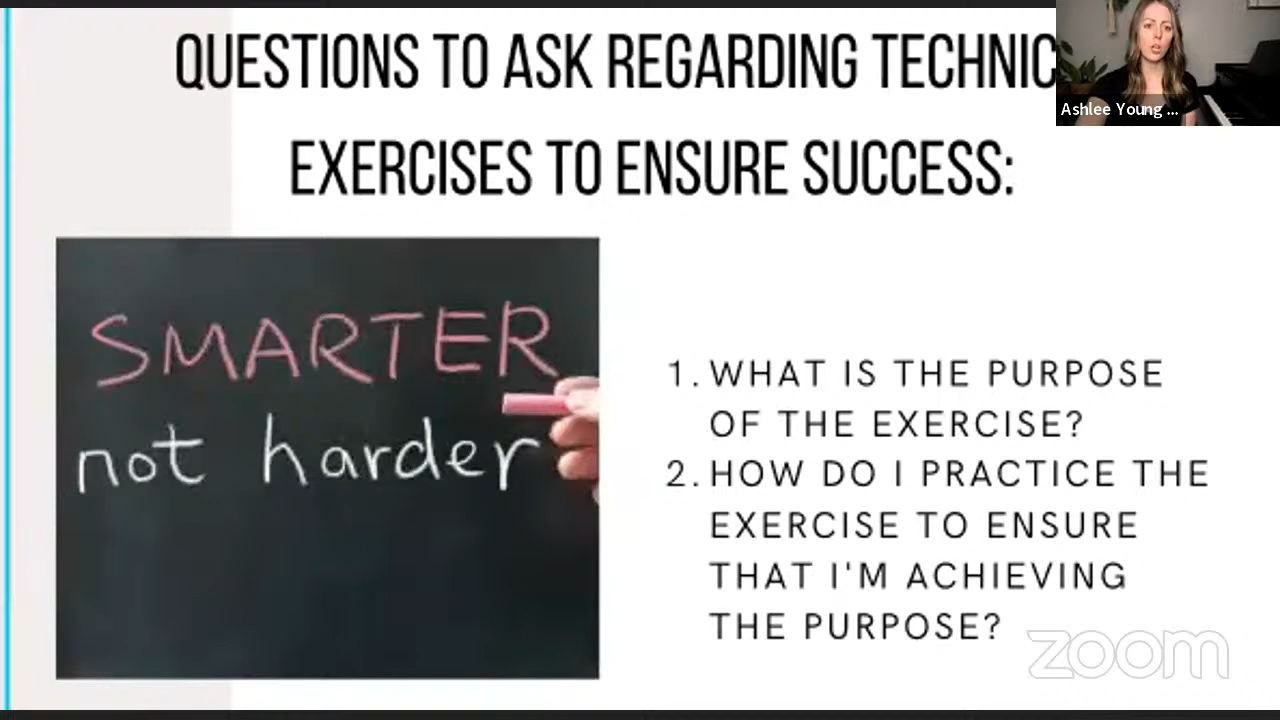 QUESTIONS TO ASK REGARDING
EXERCISES TO ENSURE SUCCESS:
Ashlee Young ...
SMARTER
not harder
1. WHAT IS THE PURPOSE
OF THE EXERCISE?
2. HOW DO I PRACTICE THE
EXERCISE TO ENSURE
THAT I'M ACHIEVING
THE PURPOSE?
zoom